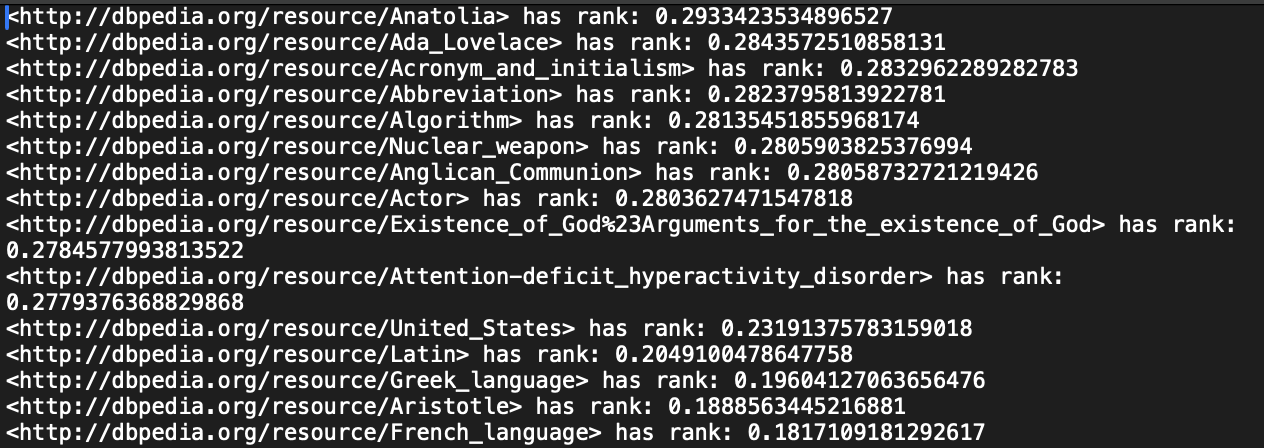 <http://dbpedia.org/resource/Anatolia> has rank: 0.2933423534896527
<http://dbpedia.org/resource/Ada_Lovelace> has rank: 0.2843572510858131
<http://dbpedia.org/resource/Acronym_and_initialism> has rank: 0.2832962289282783
<http://dbpedia.org/resource/Abbreviation> has rank: 0.2823795813922781
<http://dbpedia.org/resource/Algorithm> has rank: 0.28135451855968174
<http://dbpedia.org/resource/Nuclear_weapon> has rank: 0.2805903825376994
<http://dbpedia.org/resource/Anglican_Communion> has rank: 0.28058732721219426
<http://dbpedia.org/resource/Actor> has rank: 0.2803627471547818
<http://dbpedia.org/resource/Existence_of_God%23Arguments_for_the_existence_of_God> has rank:
0.2784577993813522
<http://dbpedia.org/resource/Attention-deficit_hyperactivity_disorder> has rank:
0.2779376368829868
<http://dbpedia.org/resource/United_States> has rank: 0.23191375783159018
<http://dbpedia.org/resource/Latin> has rank: 0.2049100478647758
<http://dbpedia.org/resource/Greek_language> has rank: 0.19604127063656476
<http://dbpedia.org/resource/Aristotle> has rank: 0.1888563445216881
<http://dbpedia.org/resource/French_language> has rank: 0.1817109181292617